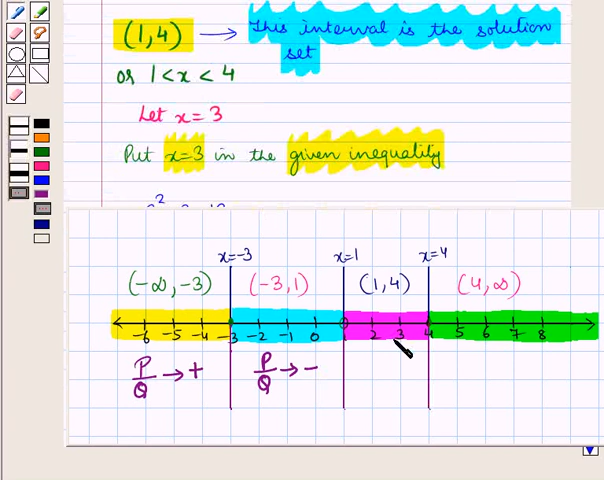 (1,4) → This interval is the solution
set
or 1 < x < 4
Let x = 3
Put x=3 in the given inequality
x=-3 x=1 x=4
(-∞, -3) (-3, 1) (1,4) (4, ∞)
-6 -5 -4 -3 -2 -1 0 2 3 4 5 6 7 8
P/Q → + P/Q → -